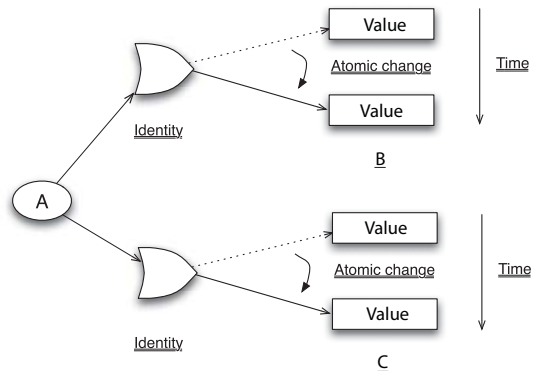 Value
Atomic change
Time
Value
Identity
B
A
Value
Atomic change
Time
Value
Identity
C